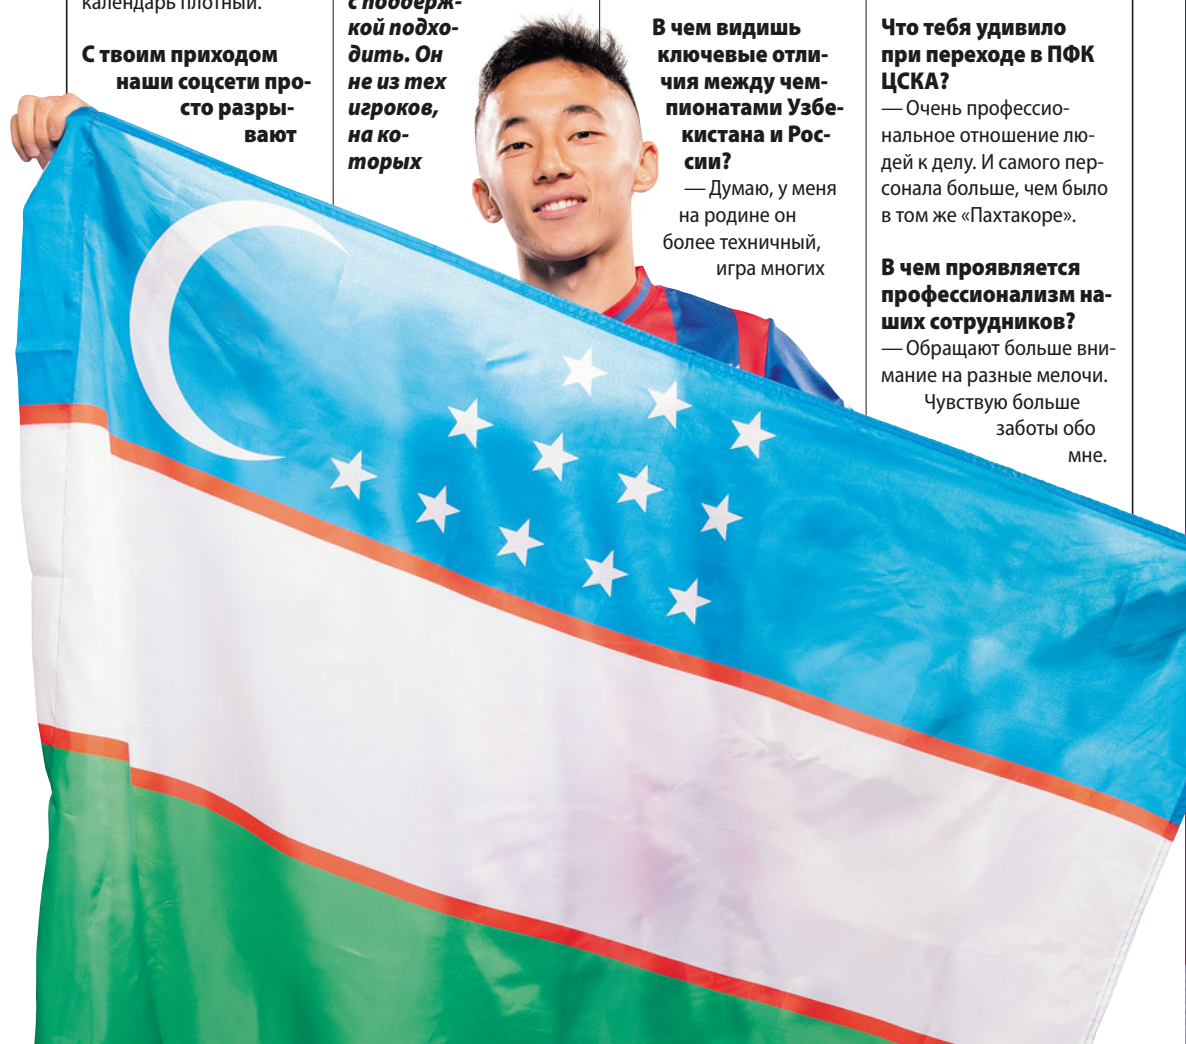 календарь плотный.
С твоим приходом
наши соцсети про-
сто разры-
вают
с поддерж-
кой подхо-
дить. Он
не из тех
игроков,
на ко-
торых
В чем видишь
ключевые отли-
чия между чем-
пионатами Узбе-
кистана и Рос-
сии?
— Думаю, у меня
на родине он
более техничный,
игра многих
Что тебя удивило
при переходе в ПФК
ЦСКА?
— Очень профессио-
нальное отношение лю-
дей к делу. И самого пер-
сонала больше, чем было
в том же «Пахтакоре».
В чем проявляется
профессионализм на-
ших сотрудников?
— Обращают больше вни-
мание на разные мелочи.
Чувствую больше
заботы обо
мне.